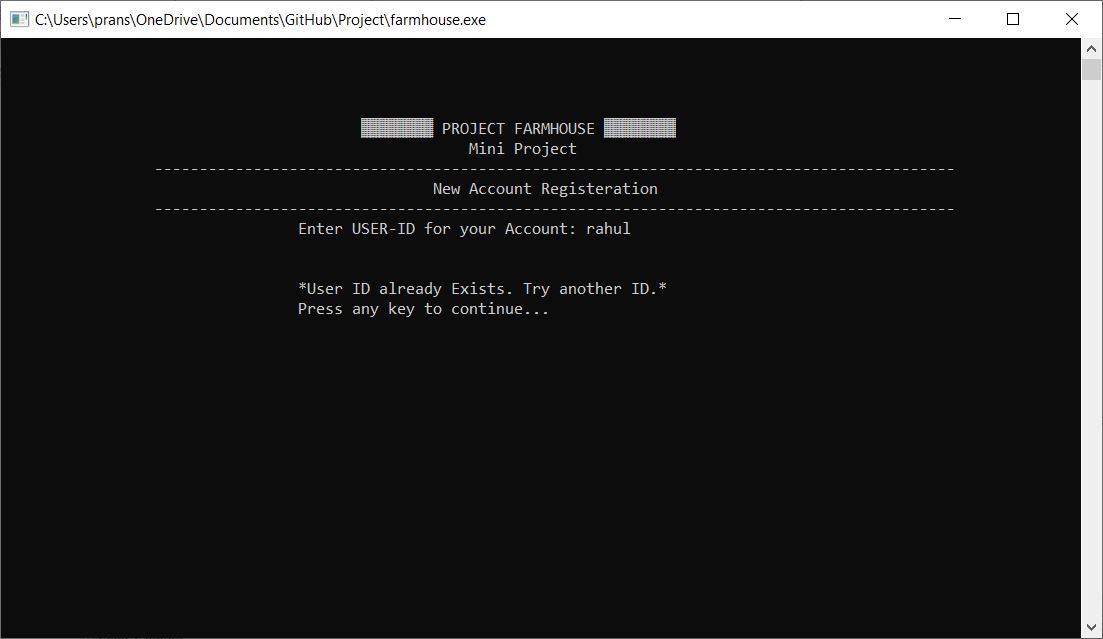 C:\Users\prans\OneDrive\Documents\GitHub\Project\farmhouse.exe
▓▓▓▓▓▓▓▓ PROJECT FARMHOUSE ▓▓▓▓▓▓▓▓
Mini Project
-----------------------------------------------------------------------------------------
New Account Registeration
-----------------------------------------------------------------------------------------
Enter USER-ID for your Account: rahul
*User ID already Exists. Try another ID.*
Press any key to continue...